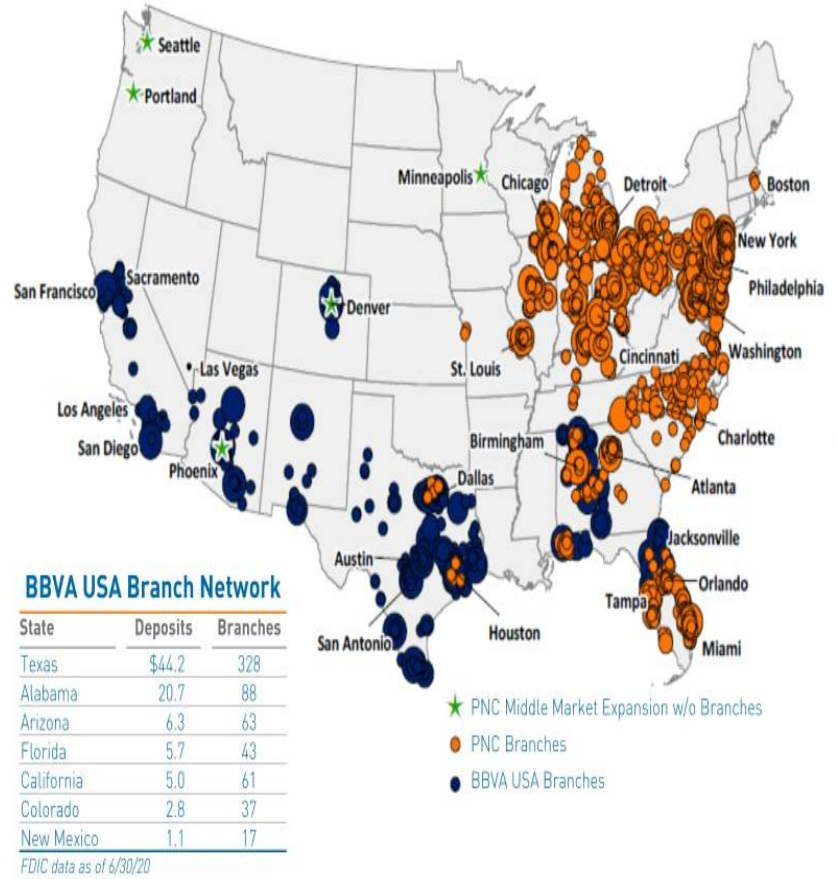 Seattle
Portland
Minneapolis
Chicago
Detroit
Boston
New York
Philadelphia
Washington
Cincinnati
St. Louis
Charlotte
Atlanta
Birmingham
San Francisco
Sacramento
Denver
Las Vegas
Los Angeles
San Diego
Phoenix
Dallas
Austin
San Antonio
Houston
Jacksonville
Orlando
Tampa
Miami
BBVA USA Branch Network
State Deposits Branches
Texas $44.2 328
Alabama 20.7 88
Arizona 6.3 63
Florida 5.7 43
California 5.0 61
Colorado 2.8 37
New Mexico 1.1 17
FDIC data as of 6/30/20
PNC Middle Market Expansion w/o Branches
PNC Branches
BBVA USA Branches